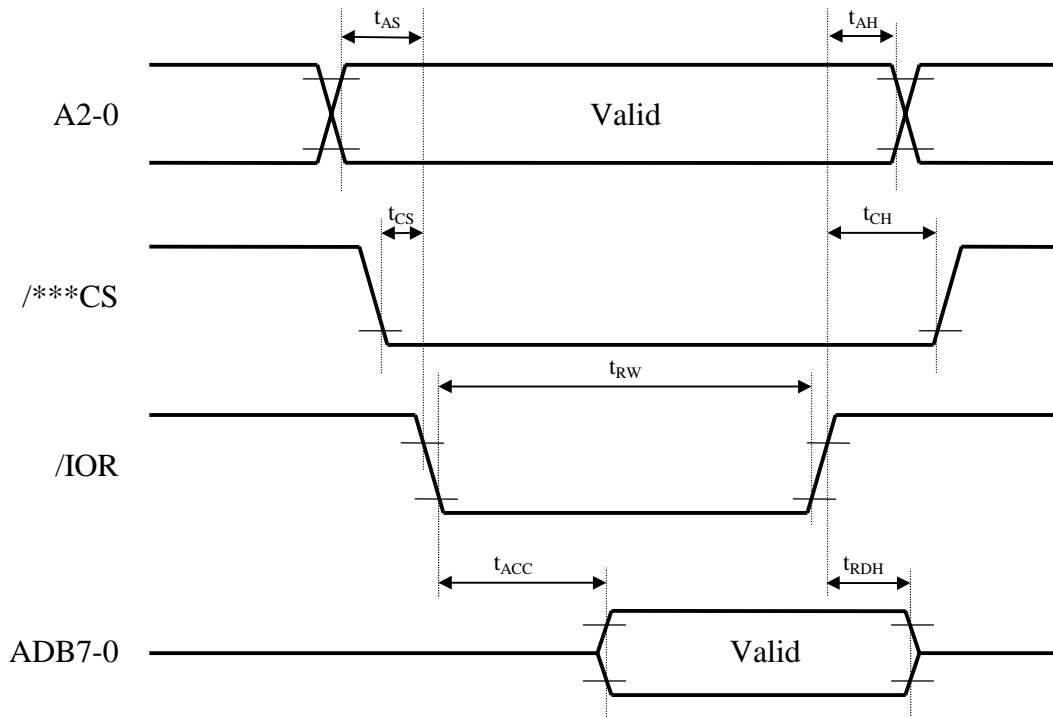 tAS
tAH
A2-0
Valid
tCS
tCH
/***CS
tRW
/IOR
tACC
tRDH
ADB7-0
Valid